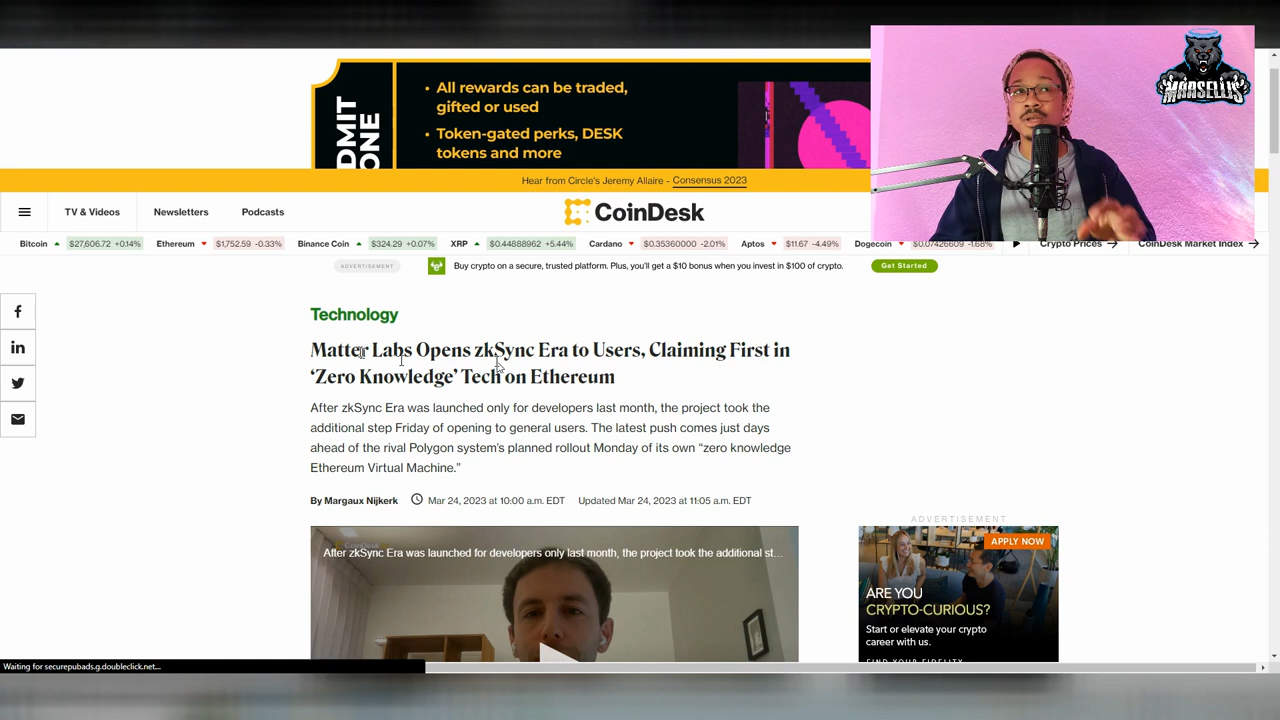 DMIT
ONE
• All rewards can be traded,
gifted or used
• Token-gated perks, DESK
tokens and more
MARSELLIS
Hear from Circle's Jeremy Allaire - Consensus 2023
TV & Videos
Newsletters
Podcasts
CoinDesk
Bitcoin $27,606.72 +0.14% Ethereum $1,752.59 -0.33% Binance Coin $324.29 +0.07% XRP $0.44888962 +5.44% Cardano $0.35360000 -2.01% Aptos $11.67 -4.49% Dogecoin $0.07426609 -1.68% Crypto Prices CoinDesk Market Index
ADVERTISEMENT
Buy crypto on a secure, trusted platform. Plus, you'll get a $10 bonus when you invest in $100 of crypto.
Get Started
Technology
Matter Labs Opens zkSync Era to Users, Claiming First in
‘Zero Knowledge’ Tech on Ethereum
After zkSync Era was launched only for developers last month, the project took the
additional step Friday of opening to general users. The latest push comes just days
ahead of the rival Polygon system’s planned rollout Monday of its own “zero knowledge
Ethereum Virtual Machine.”
By Margaux Nijkerk Mar 24, 2023 at 10:00 a.m. EDT Updated Mar 24, 2023 at 11:05 a.m. EDT
ADVERTISEMENT
After zkSync Era was launched for developers only last month, the project took the additional st...
APPLY NOW
ARE YOU
CRYPTO-CURIOUS?
Start or elevate your crypto
career with us.
FIND YOUR FIDELITY
Waiting for securepubads.g.doubleclick.net...